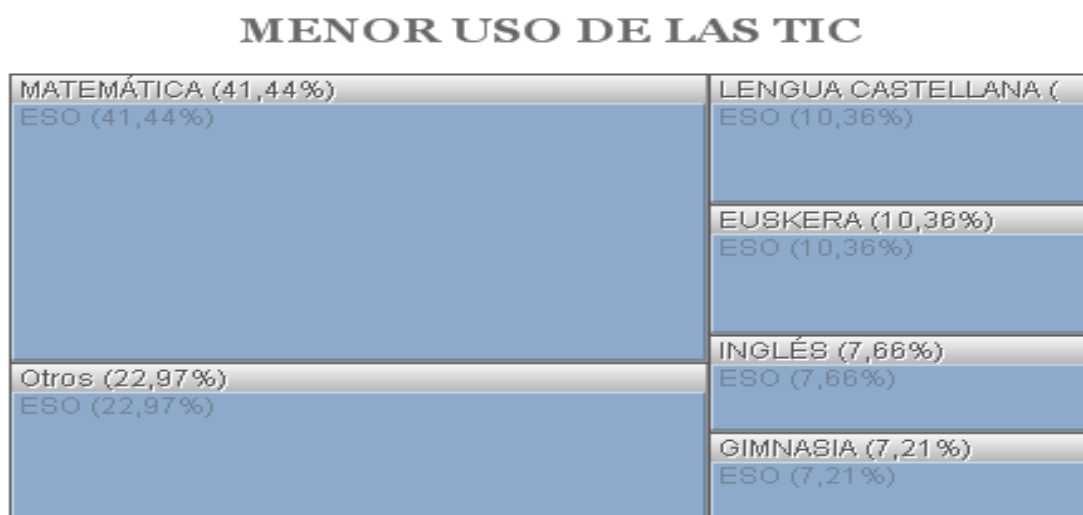 MENOR USO DE LAS TIC
MATEMÁTICA (41,44%)
ESO (41,44%)
Otros (22,97%)
ESO (22,97%)
LENGUA CASTELLANA (
ESO (10,36%)
EUSKERA (10,36%)
ESO (10,36%)
INGLÉS (7,66%)
ESO (7,66%)
GIMNASIA (7,21%)
ESO (7,21%)